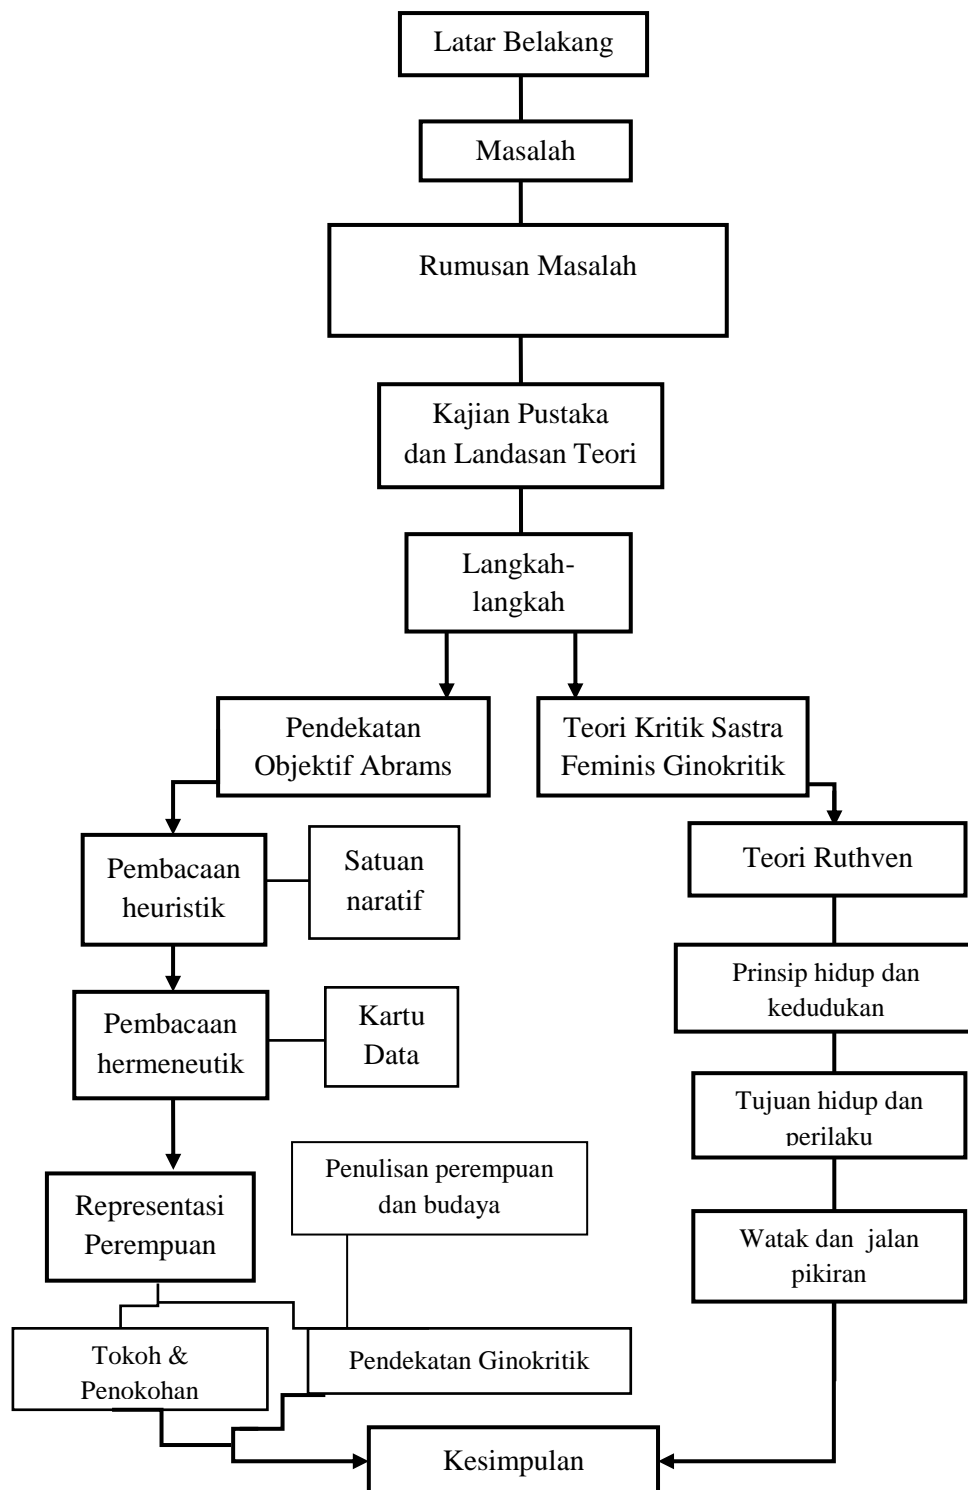 Latar Belakang
Masalah
Rumusan Masalah
Kajian Pustaka
dan Landasan Teori
Langkah-
langkah
Pendekatan
Objektif Abrams
Teori Kritik Sastra
Feminis Ginokritik
Pembacaan
heuristik
Satuan
naratif
Teori Ruthven
Pembacaan
hermeneutik
Kartu
Data
Prinsip hidup dan
kedudukan
Tujuan hidup dan
perilaku
Representasi
Perempuan
Penulisan perempuan
dan budaya
Watak dan jalan
pikiran
Tokoh &
Penokohan
Pendekatan Ginokritik
Kesimpulan